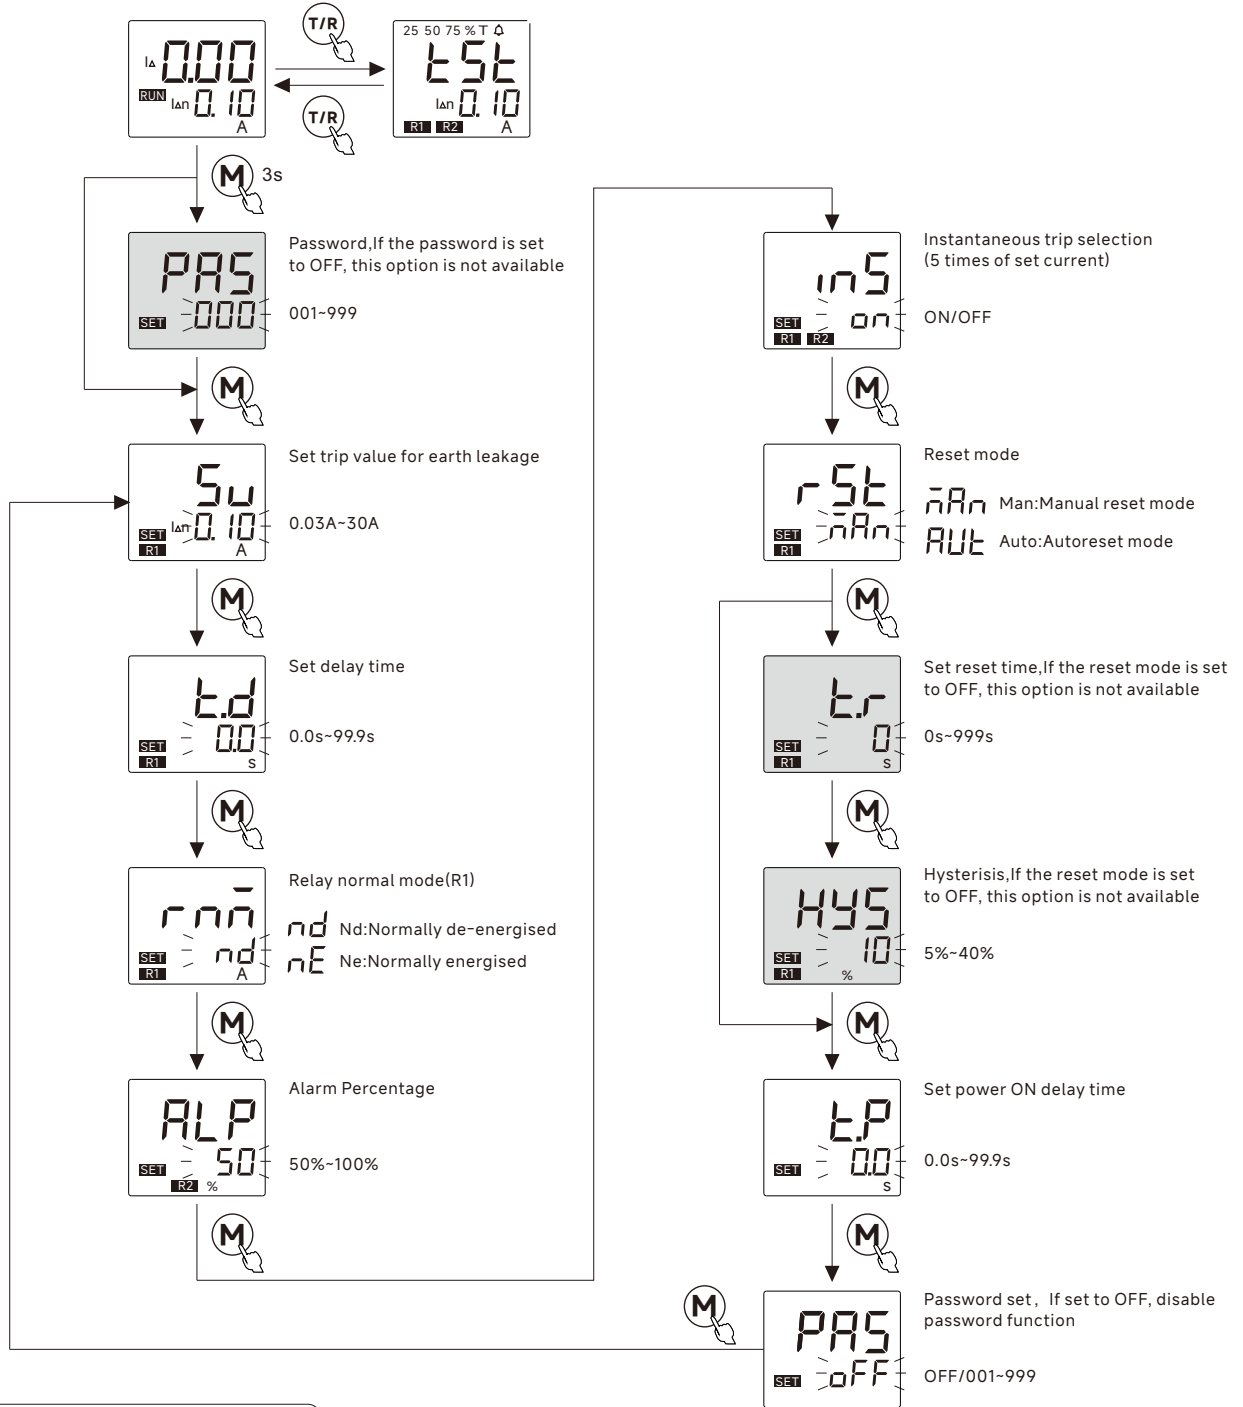 T/R
25 50 75 % T
I∆ 0.00
RUN I∆n 0.10
A
tSt
I∆n 0.10
R1 R2 A
T/R
M 3s
PAS
000
SET
Password,If the password is set
to OFF, this option is not available
001~999
M
Su
I∆n 0.10
SET
R1 A
Set trip value for earth leakage
0.03A~30A
M
t.d
0.0
SET
R1 s
Set delay time
0.0s~99.9s
M
rnn̄
nd
SET
R1 A
Relay normal mode(R1)
nd Nd:Normally de-energised
nE Ne:Normally energised
M
ALP
50
SET
R2 %
Alarm Percentage
50%~100%
M
inS
on
SET
R1 R2
Instantaneous trip selection
(5 times of set current)
ON/OFF
M
rSt
n̄An
SET
R1
Reset mode
n̄An Man:Manual reset mode
AUt Auto:Autoreset mode
M
t.r
0
SET
R1 s
Set reset time,If the reset mode is set
to OFF, this option is not available
0s~999s
M
HYS
10
SET
R1 %
Hysterisis,If the reset mode is set
to OFF, this option is not available
5%~40%
M
t.P
0.0
SET
s
Set power ON delay time
0.0s~99.9s
M
M
PAS
oFF
SET
Password set, If set to OFF, disable
password function
OFF/001~999